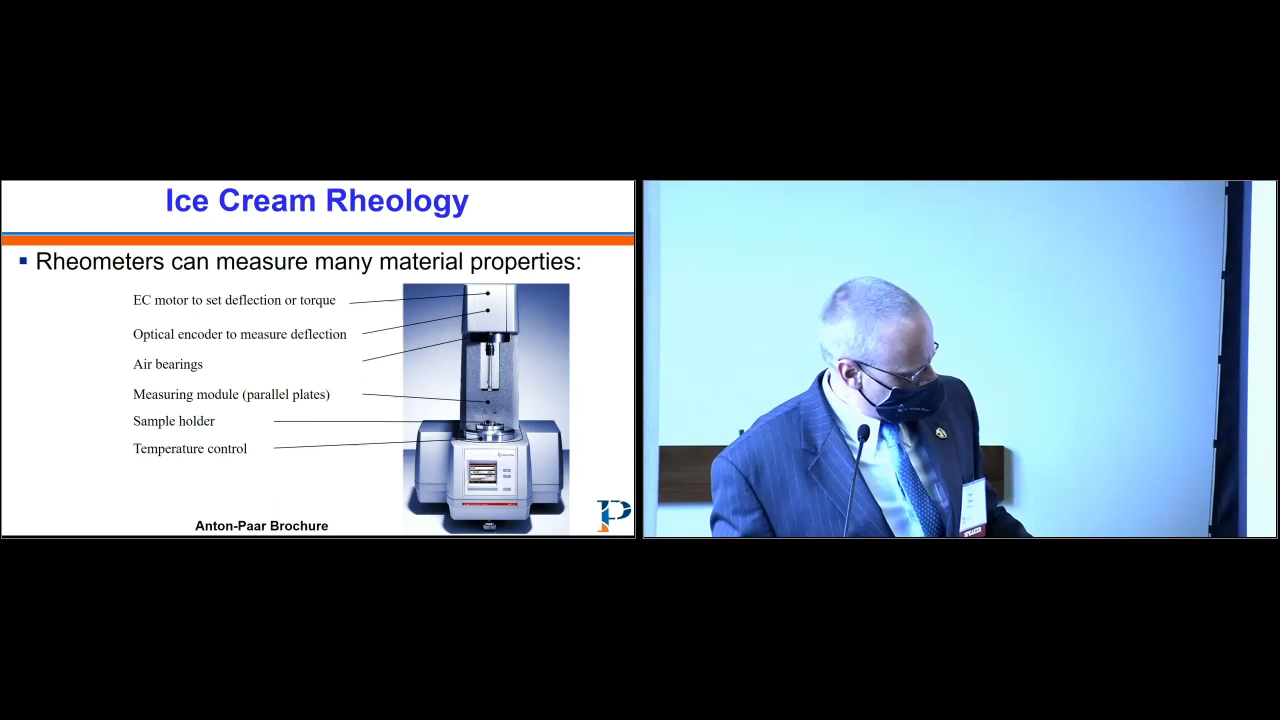 Ice Cream Rheology
Rheometers can measure many material properties:
EC motor to set deflection or torque
Optical encoder to measure deflection
Air bearings
Measuring module (parallel plates)
Sample holder
Temperature control
Anton-Paar Brochure
P
SPEAKER